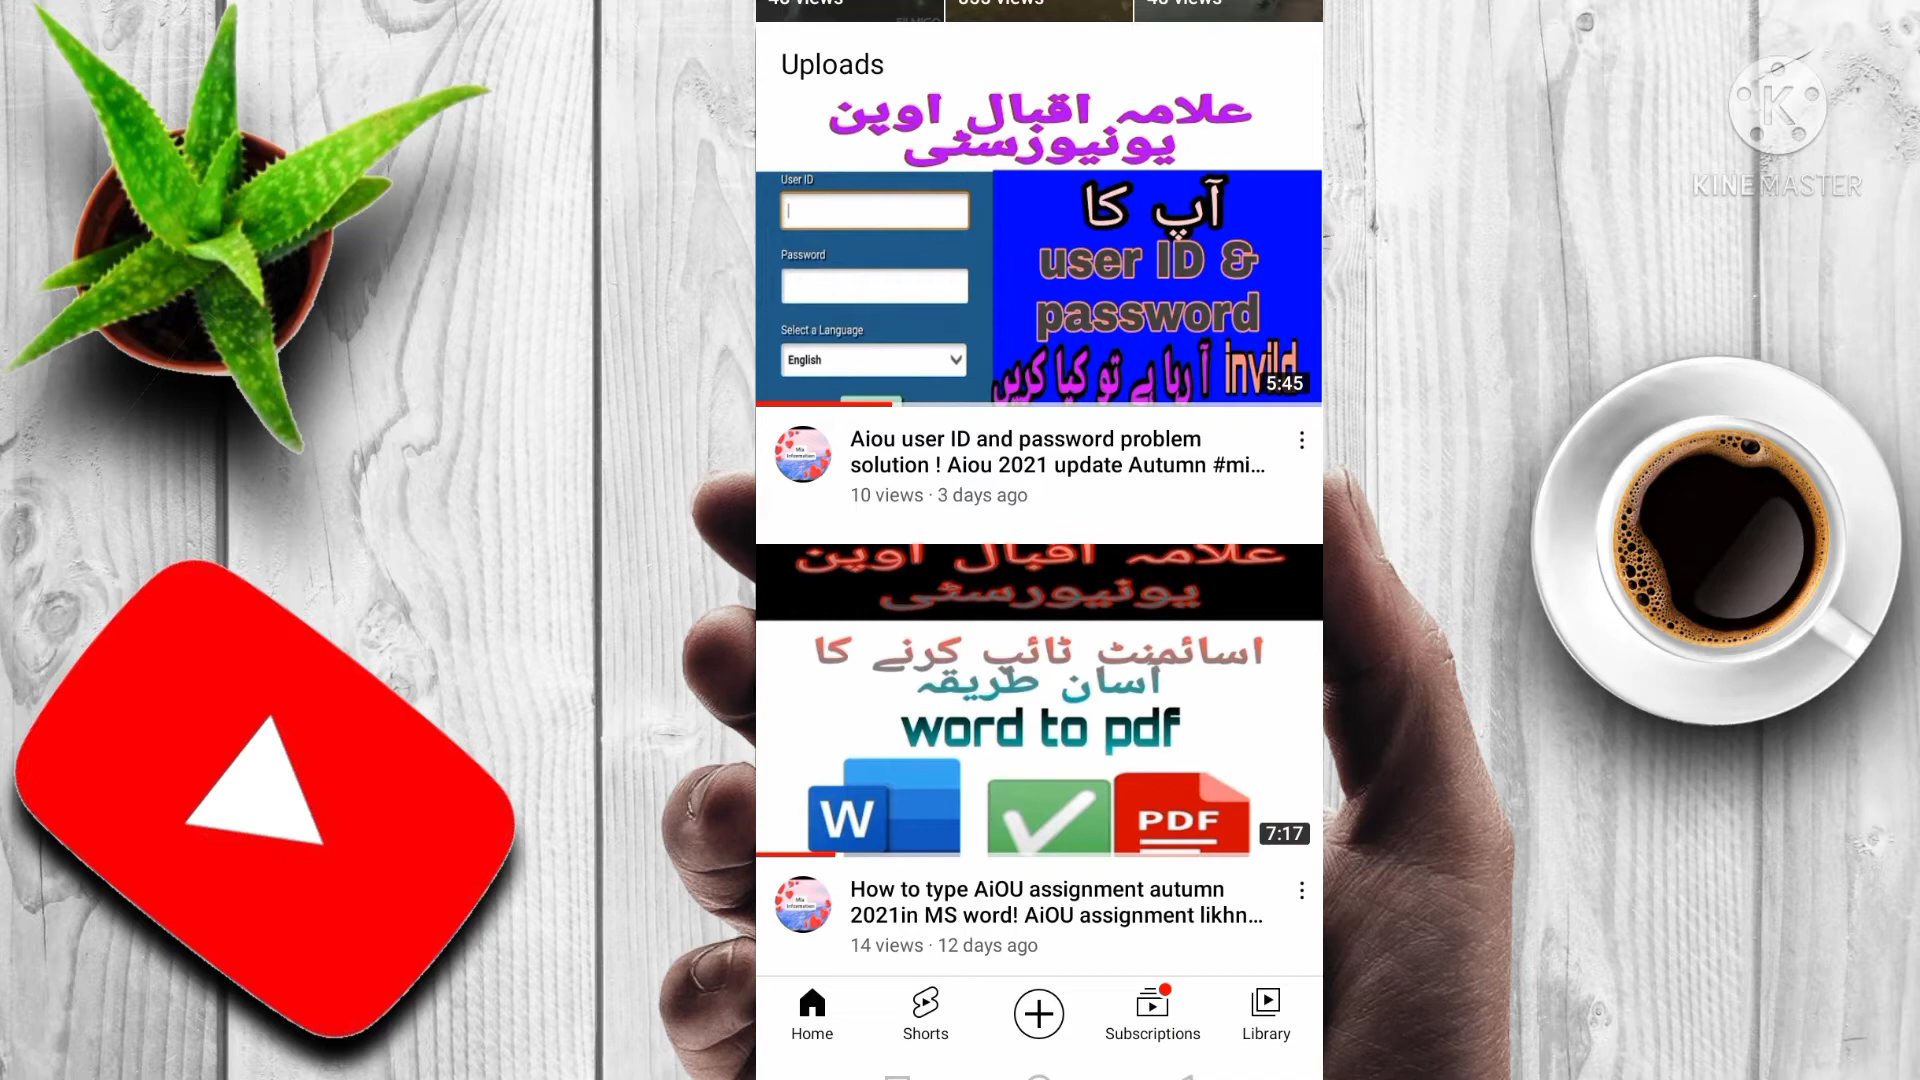 Uploads
علامہ اقبال اوپن
یونیورسٹی
User ID
Password
Select a Language
English
آپ کا
user ID &
password
invild آ رہا ہے تو کیا کریں
5:45
Aiou user ID and password problem
solution ! Aiou 2021 update Autumn #mi...
10 views · 3 days ago
علامہ اقبال اوپن
یونیورسٹی
اسائمنٹ ٹائپ کرنے کا
آسان طریقہ
word to pdf
W
PDF
7:17
How to type AiOU assignment autumn
2021in MS word! AiOU assignment likhn...
14 views · 12 days ago
Home
Shorts
Subscriptions
Library
K
KINEMASTER